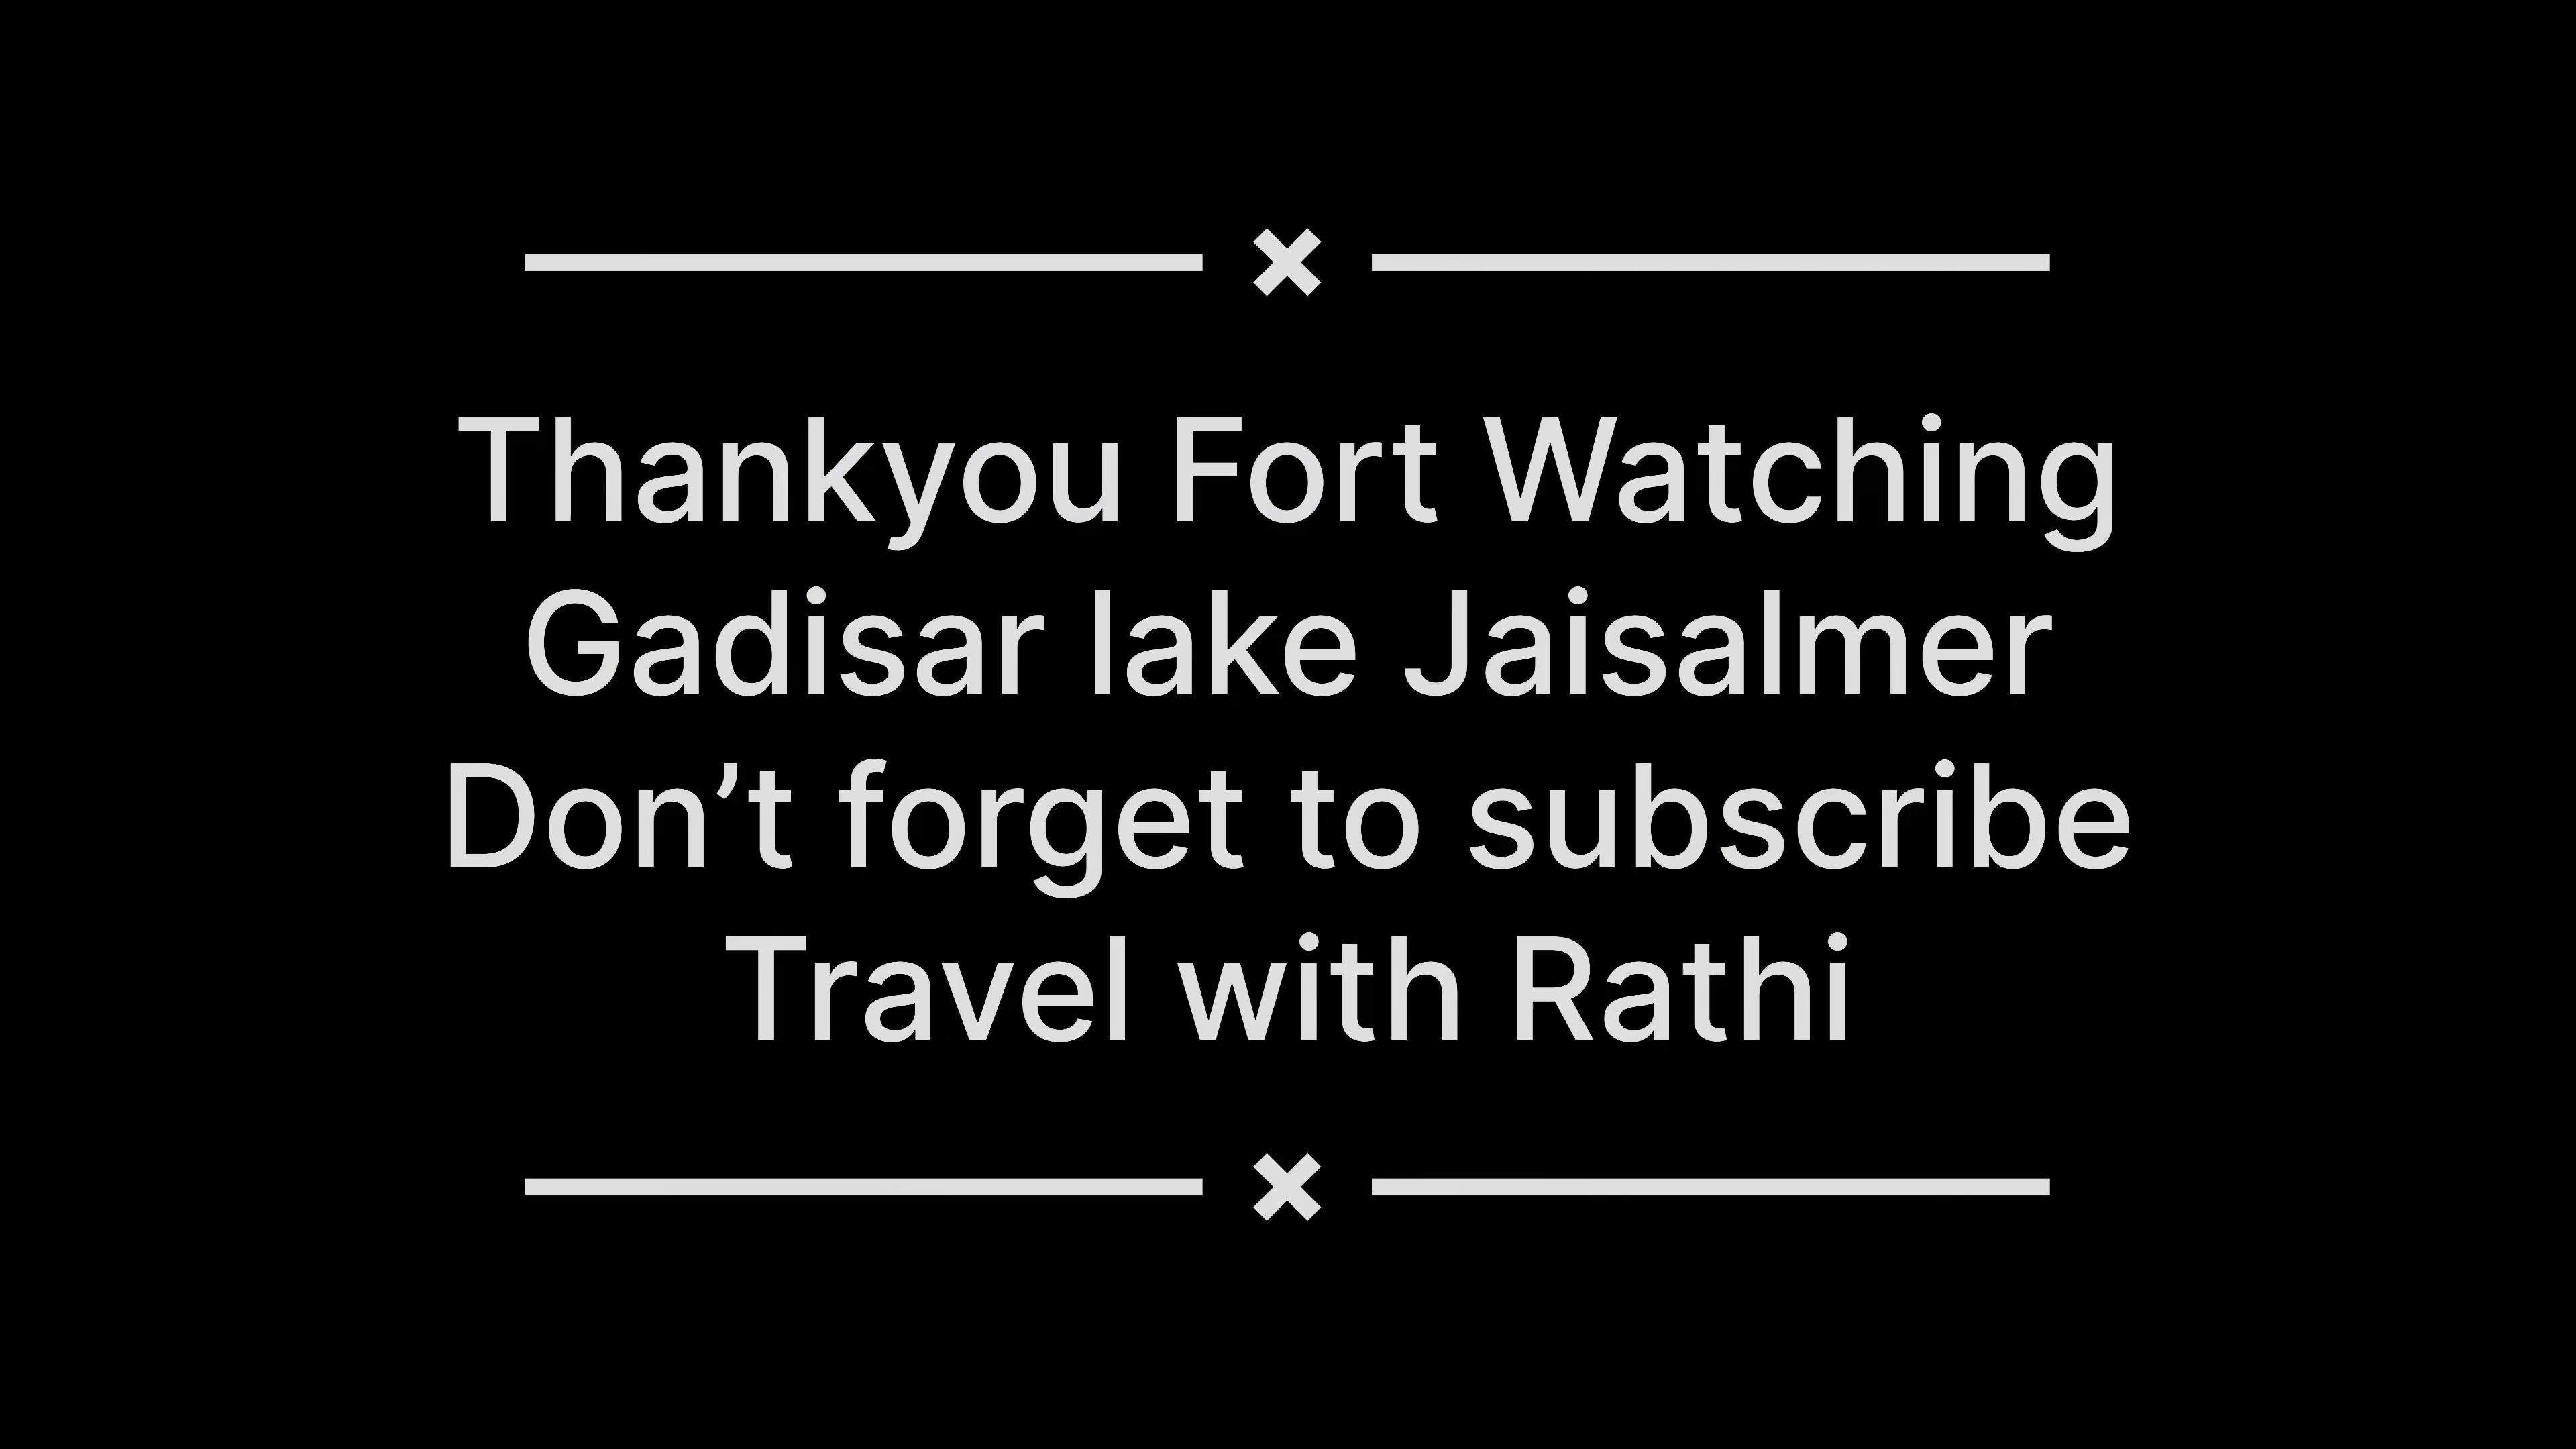 Thankyou Fort Watching
Gadisar lake Jaisalmer
Don’t forget to subscribe
Travel with Rathi